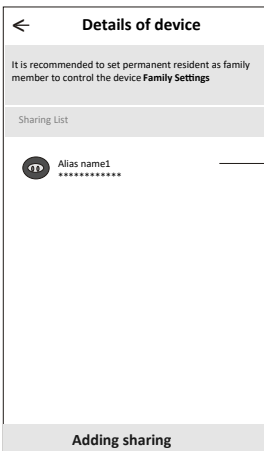 Details of device
It is recommended to set permanent resident as family
member to control the device Family Settings
Sharing List
Alias name1
************
Adding sharing